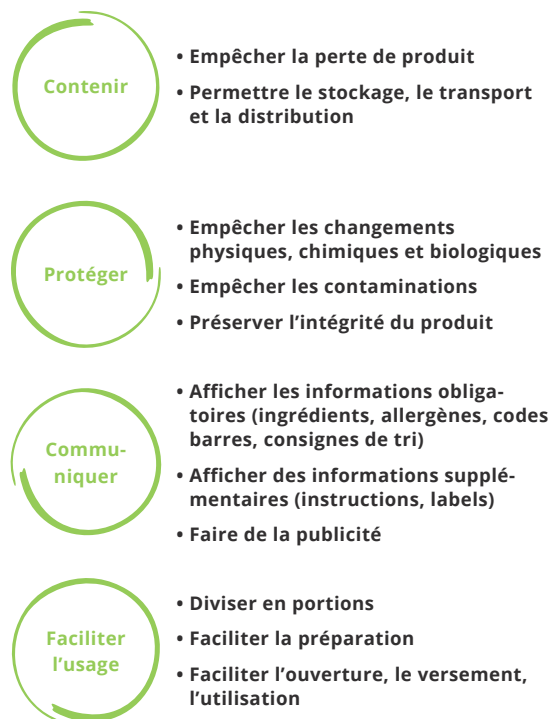 Contenir
• Empêcher la perte de produit
• Permettre le stockage, le transport
et la distribution
Protéger
• Empêcher les changements
physiques, chimiques et biologiques
• Empêcher les contaminations
• Préserver l’intégrité du produit
Commu-
niquer
• Afficher les informations obliga-
toires (ingrédients, allergènes, codes
barres, consignes de tri)
• Afficher des informations supplé-
mentaires (instructions, labels)
• Faire de la publicité
Faciliter
l’usage
• Diviser en portions
• Faciliter la préparation
• Faciliter l’ouverture, le versement,
l’utilisation